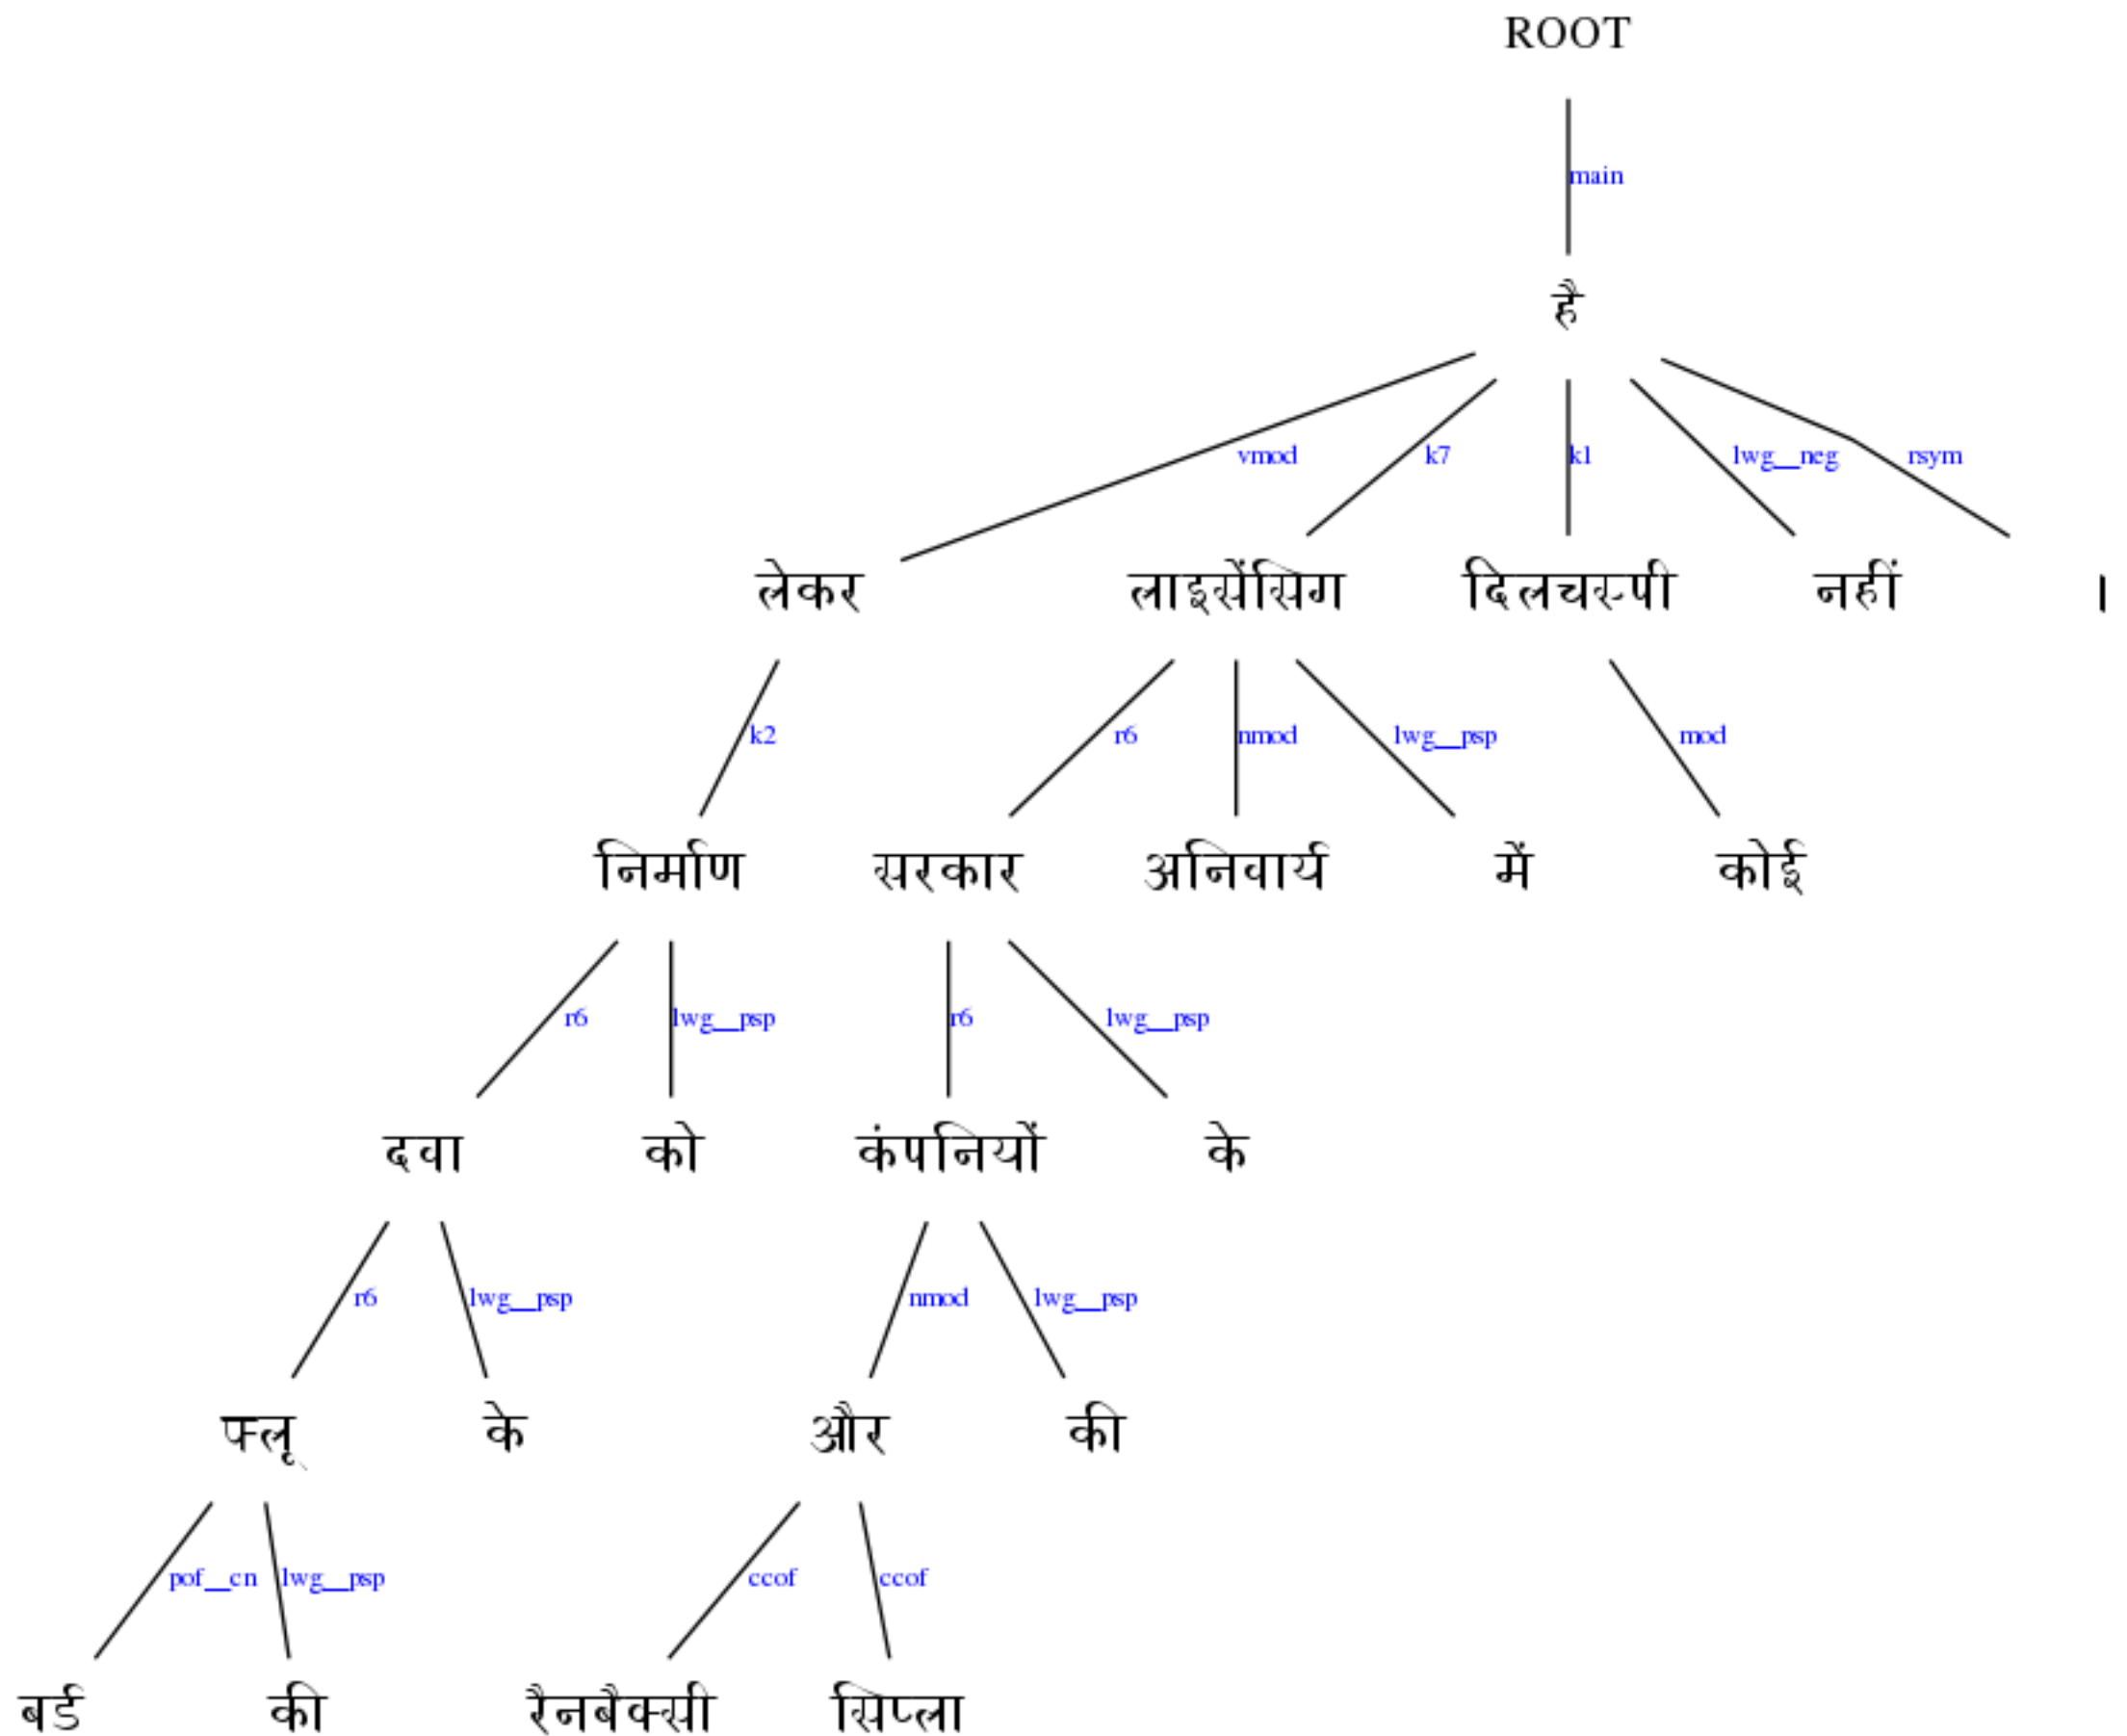 ROOT
main
है
vmod k7 k1 lwg__neg rsym
लेकर लाइसेंसिग दिलचस्पी नहीं ।
k2 r6 nmod lwg__psp mod
निर्माण सरकार अनिवार्य में कोई
r6 lwg__psp r6 lwg__psp
दवा को कंपनियों के
r6 lwg__psp nmod lwg__psp
फ्लू के और की
pof__cn lwg__psp ccof ccof
बर्ड की रैनबैक्सी सिप्ला